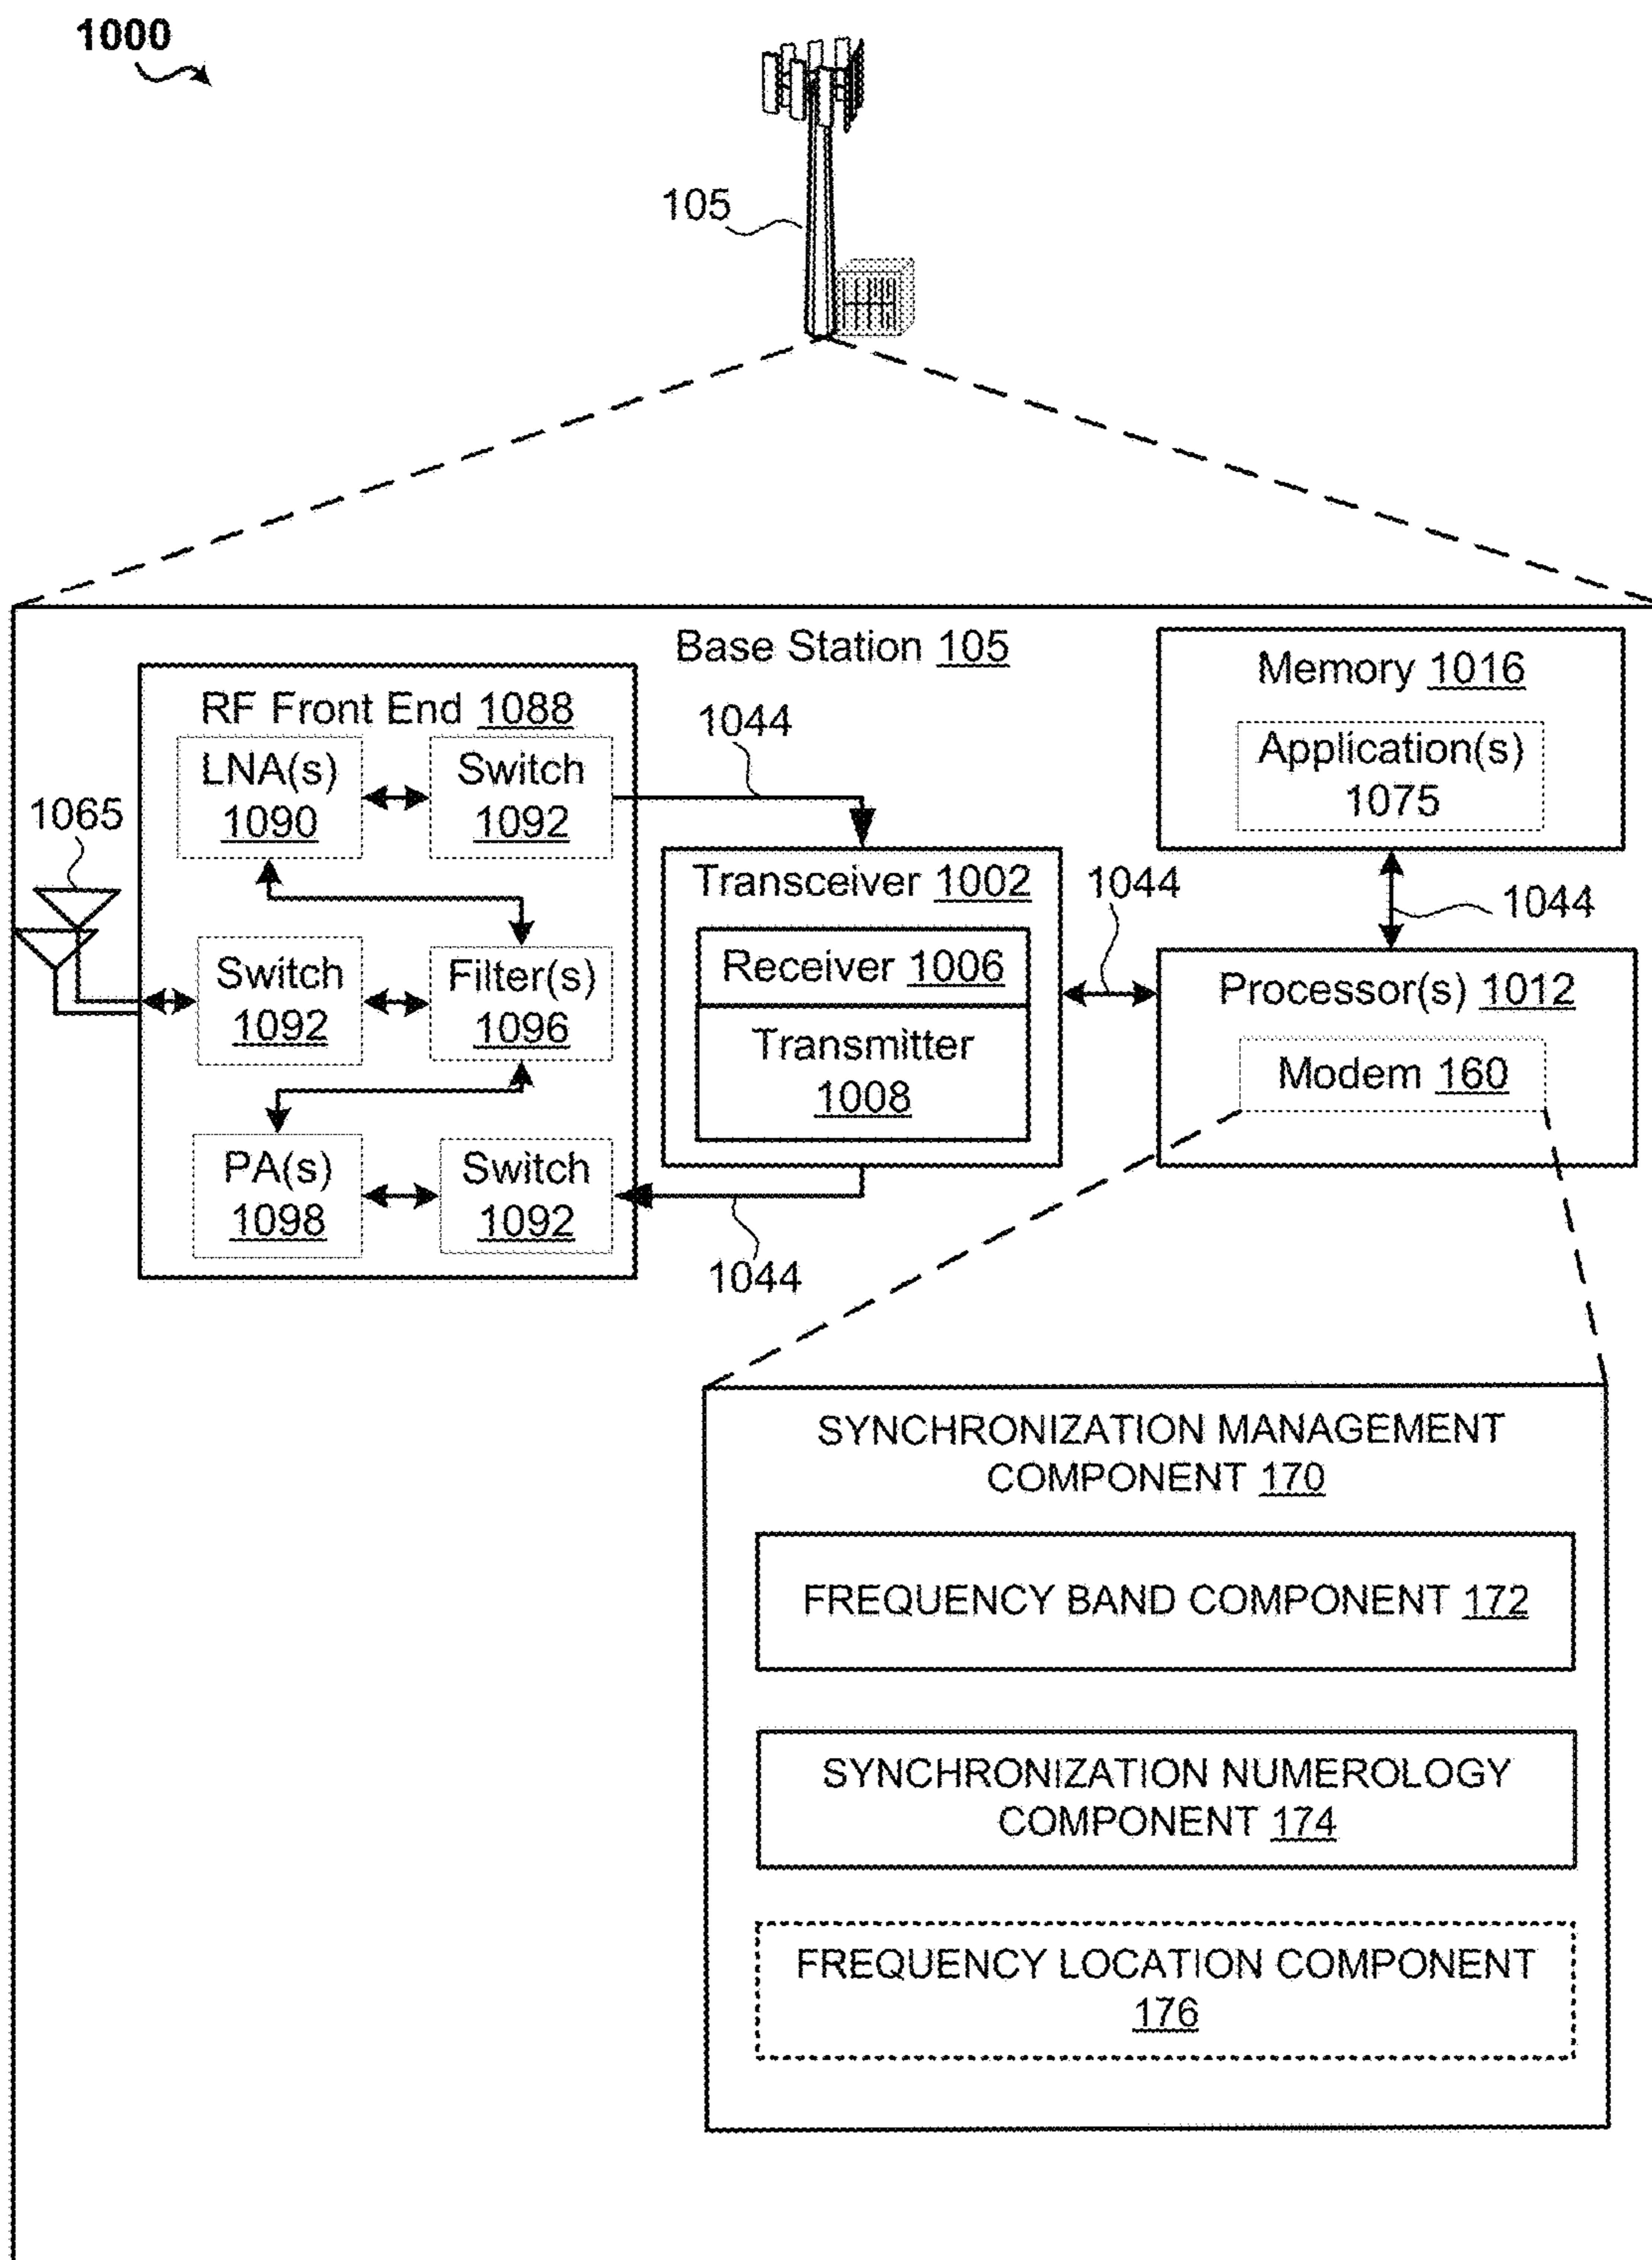 1000
105
Base Station 105
Memory 1016
Application(s)
1075
RF Front End 1088
LNA(s)
1090
Switch
1092
1044
1065
Transceiver 1002
Receiver 1006
Transmitter
1008
1044
1044
Switch
1092
Filter(s)
1096
Processor(s) 1012
Modem 160
PA(s)
1098
Switch
1092
1044
SYNCHRONIZATION MANAGEMENT
COMPONENT 170
FREQUENCY BAND COMPONENT 172
SYNCHRONIZATION NUMEROLOGY
COMPONENT 174
FREQUENCY LOCATION COMPONENT
176